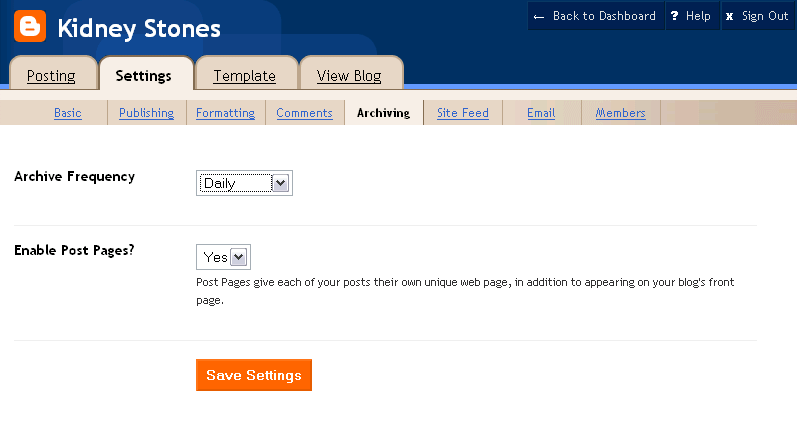 Kidney Stones
← Back to Dashboard ? Help x Sign Out
Posting Settings Template View Blog
Basic Publishing Formatting Comments Archiving Site Feed Email Members
Archive Frequency Daily
Enable Post Pages? Yes
Post Pages give each of your posts their own unique web page, in addition to appearing on your blog's front
page.
Save Settings